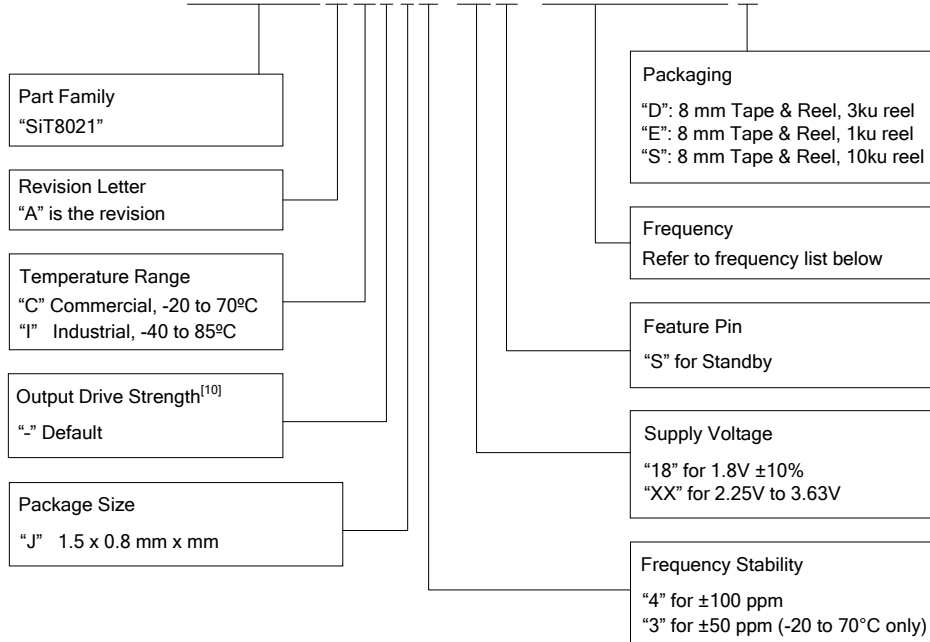 Part Family
“SiT8021”
Revision Letter
“A” is the revision
Temperature Range
“C” Commercial, -20 to 70ºC
“I” Industrial, -40 to 85ºC
Output Drive Strength[10]
“-” Default
Package Size
“J” 1.5 x 0.8 mm x mm
Packaging
“D”: 8 mm Tape & Reel, 3ku reel
“E”: 8 mm Tape & Reel, 1ku reel
“S”: 8 mm Tape & Reel, 10ku reel
Frequency
Refer to frequency list below
Feature Pin
“S” for Standby
Supply Voltage
“18” for 1.8V ±10%
“XX” for 2.25V to 3.63V
Frequency Stability
“4” for ±100 ppm
“3” for ±50 ppm (-20 to 70°C only)